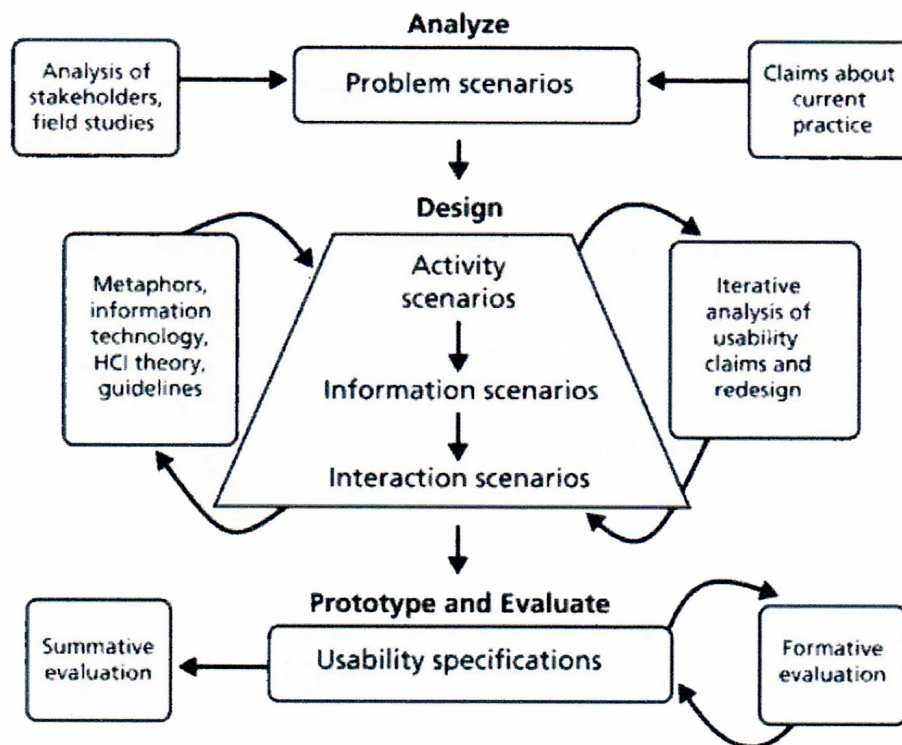 Analyze
Analysis of
stakeholders,
field studies
Problem scenarios
Claims about
current
practice
Design
Metaphors,
information
technology,
HCI theory,
guidelines
Activity
scenarios
Information scenarios
Interaction scenarios
Iterative
analysis of
usability
claims and
redesign
Prototype and Evaluate
Summative
evaluation
Usability specifications
Formative
evaluation